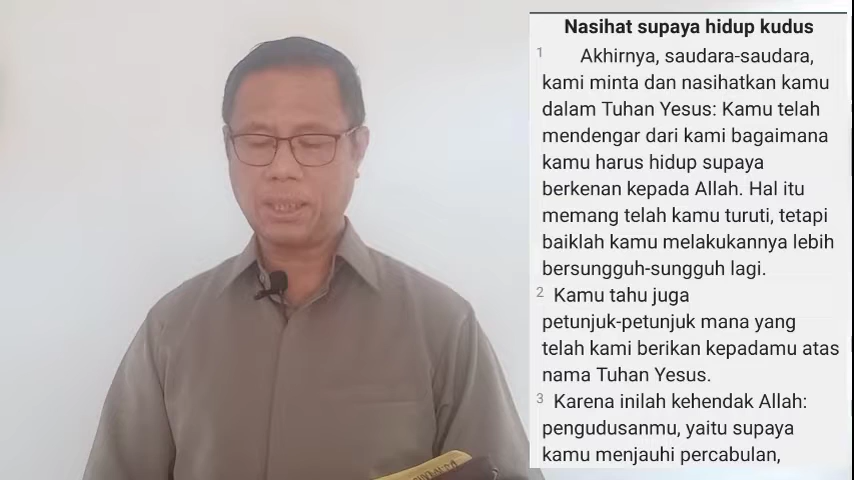 Nasihat supaya hidup kudus
1 Akhirnya, saudara-saudara,
kami minta dan nasihatkan kamu
dalam Tuhan Yesus: Kamu telah
mendengar dari kami bagaimana
kamu harus hidup supaya
berkenan kepada Allah. Hal itu
memang telah kamu turuti, tetapi
baiklah kamu melakukannya lebih
bersungguh-sungguh lagi.
2 Kamu tahu juga
petunjuk-petunjuk mana yang
telah kami berikan kepadamu atas
nama Tuhan Yesus.
3 Karena inilah kehendak Allah:
pengudusanmu, yaitu supaya
kamu menjauhi percabulan,